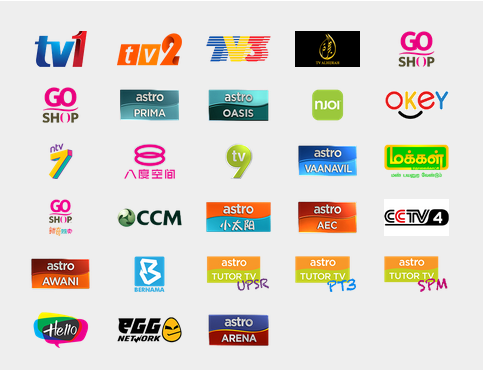 tv1
tv2
TV3
TV ALHIJRAH
GO
SHOP
GO
SHOP
astro
PRIMA
astro
OASIS
NJOI
OKEY
ntv
7
八度空间
tv
9
astro
VAANAVIL
மக்கள்
GO
SHOP
CCM
astro
小太阳
astro
AEC
CCTV 4
astro
AWANI
BERNAMA
astro
TUTOR TV
UPSR
astro
TUTOR TV
PT3
astro
TUTOR TV
SPM
Hello
EGG
NETWORK
astro
ARENA